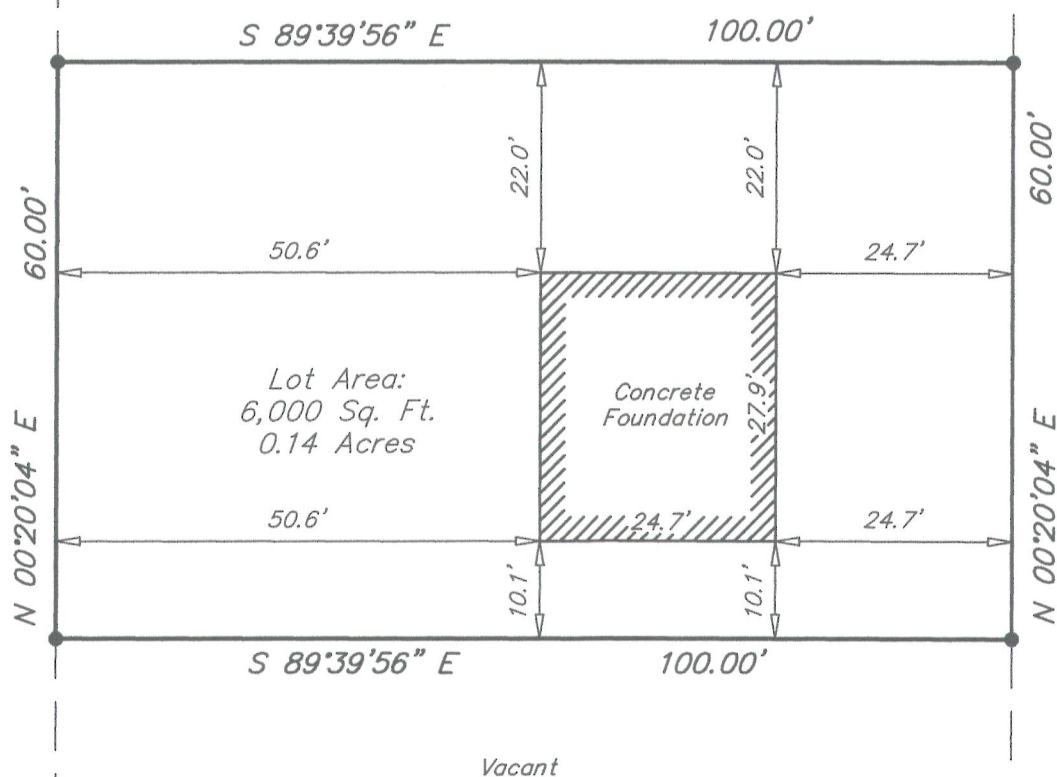 S 89°39'56" E 100.00'
60.00'
60.00'
22.0'
22.0'
50.6'
24.7'
Lot Area:
6,000 Sq. Ft.
0.14 Acres
Concrete
Foundation
27.9'
N 00°20'04" E
N 00°20'04" E
50.6'
24.7'
24.7'
10.1'
10.1'
S 89°39'56" E 100.00'
Vacant